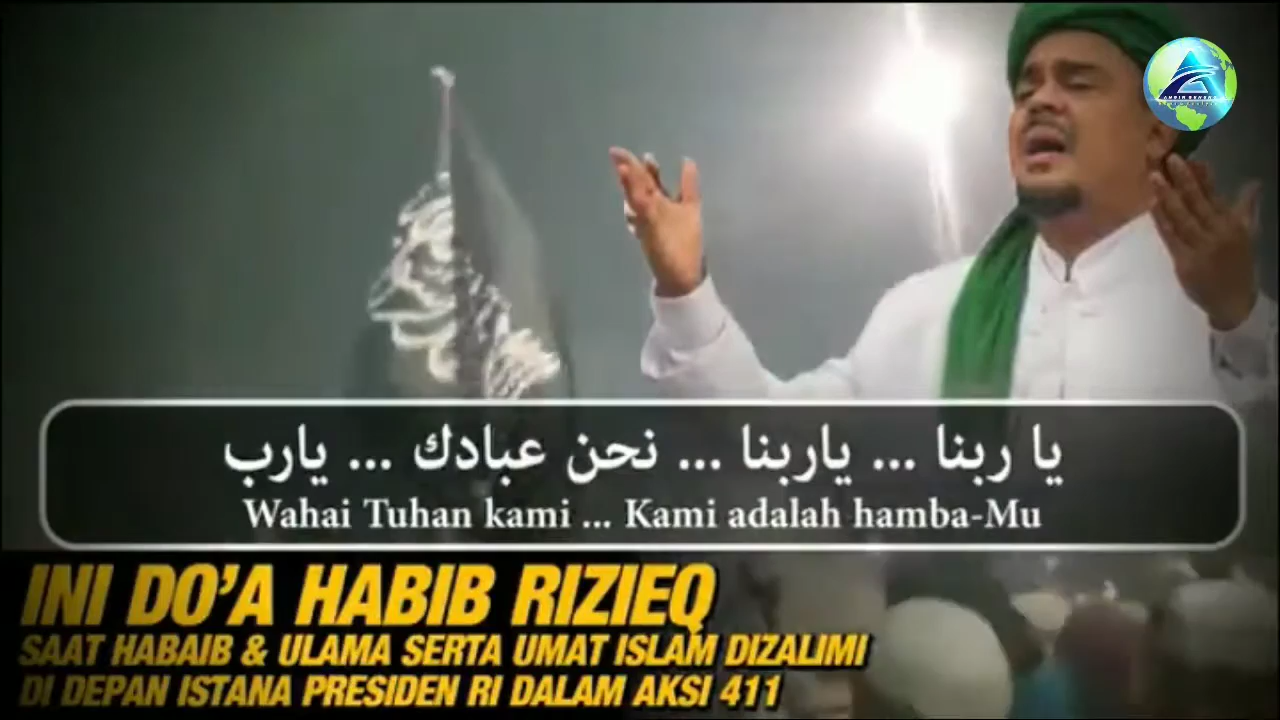 يا ربنا ... ياربنا ... نحن عبادك ... يارب
Wahai Tuhan kami ... Kami adalah hamba-Mu
INI DO'A HABIB RIZIEQ
SAAT HABAIB & ULAMA SERTA UMAT ISLAM DIZALIMI
DI DEPAN ISTANA PRESIDEN RI DALAM AKSI 411